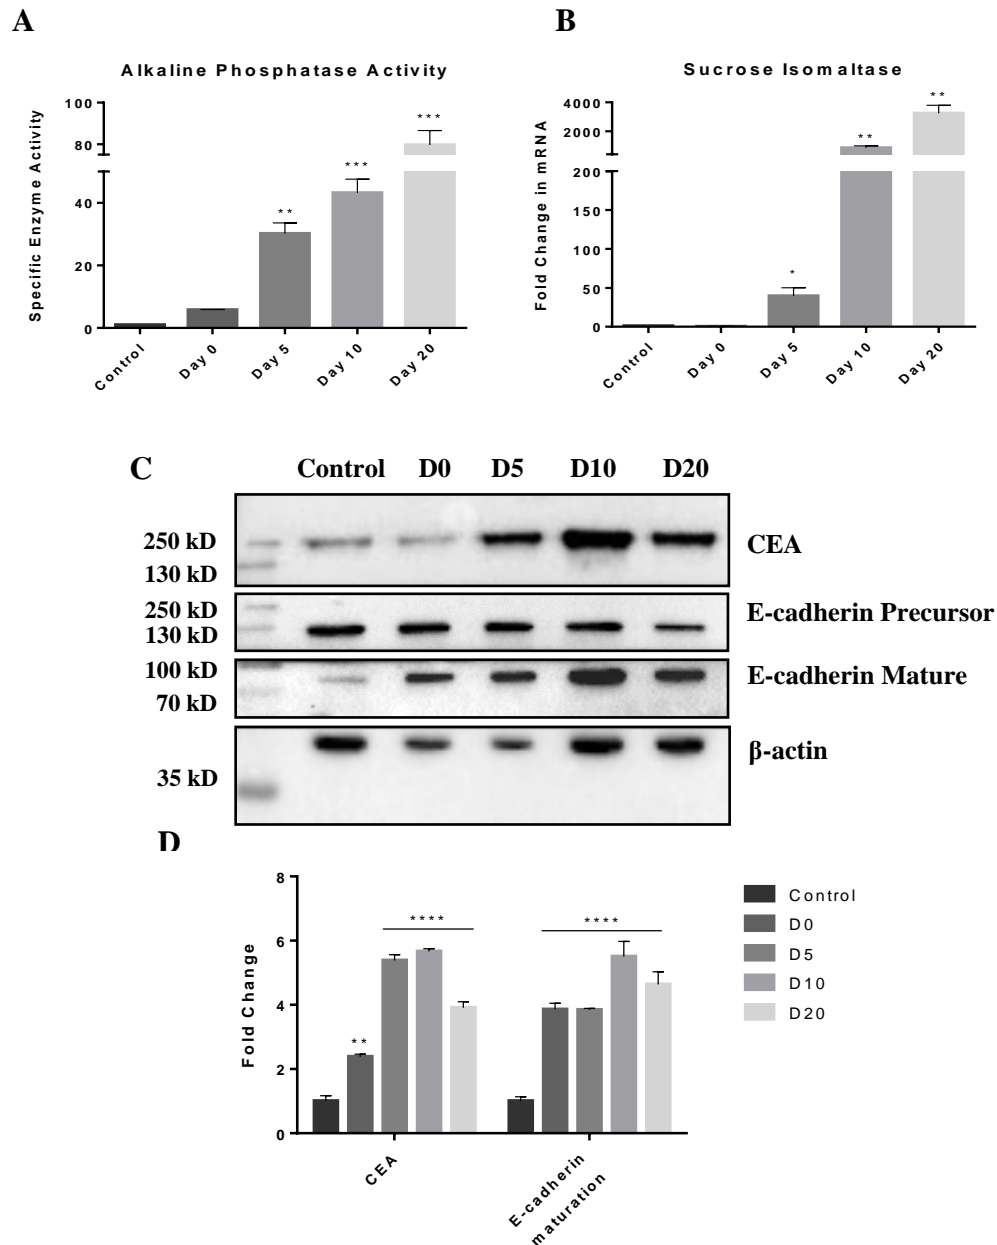 A
B
Alkaline Phosphatase Activity
Specific Enzyme Activity
100
80
40
20
0
***
***
**
Control
Day 0
Day 5
Day 10
Day 20
Sucrose Isomaltase
Fold Change in mRNA
4000
2000
200
150
100
50
0
**
**
*
Control
Day 0
Day 5
Day 10
Day 20
C
Control D0 D5 D10 D20
250 kD
130 kD
CEA
250 kD
130 kD
E-cadherin Precursor
100 kD
70 kD
E-cadherin Mature
35 kD
β-actin
D
Fold Change
8
6
4
2
0
**
****
****
CEA
E-cadherin
maturation
Control
D0
D5
D10
D20